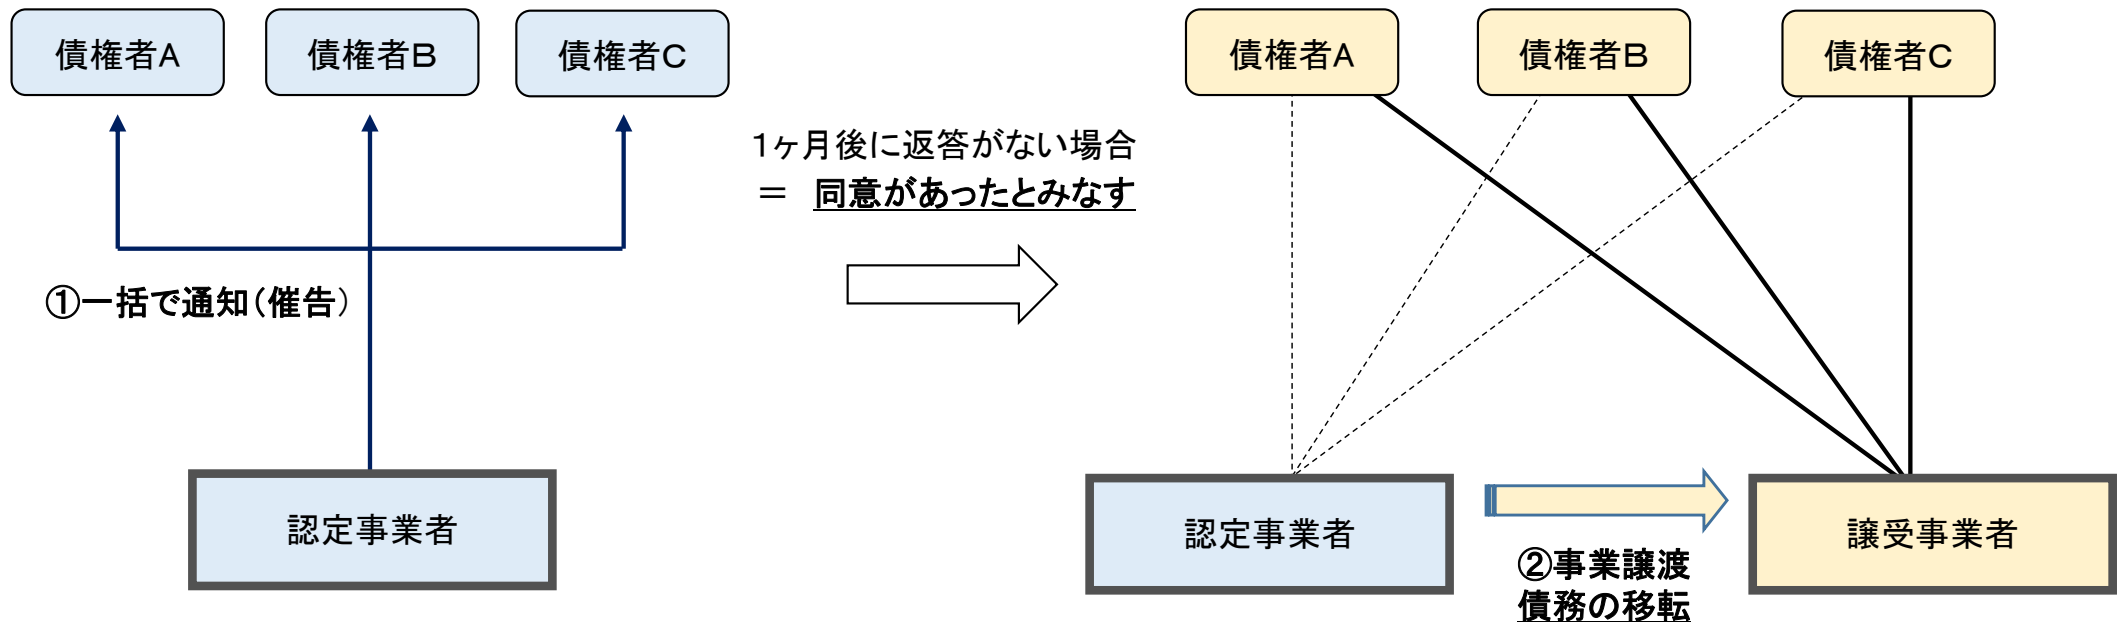 債権者A
債権者B
債権者C
①一括で通知(催告)
認定事業者
1ヶ月後に返答がない場合
＝ 同意があったとみなす
債権者A
債権者B
債権者C
認定事業者
②事業譲渡
債務の移転
譲受事業者